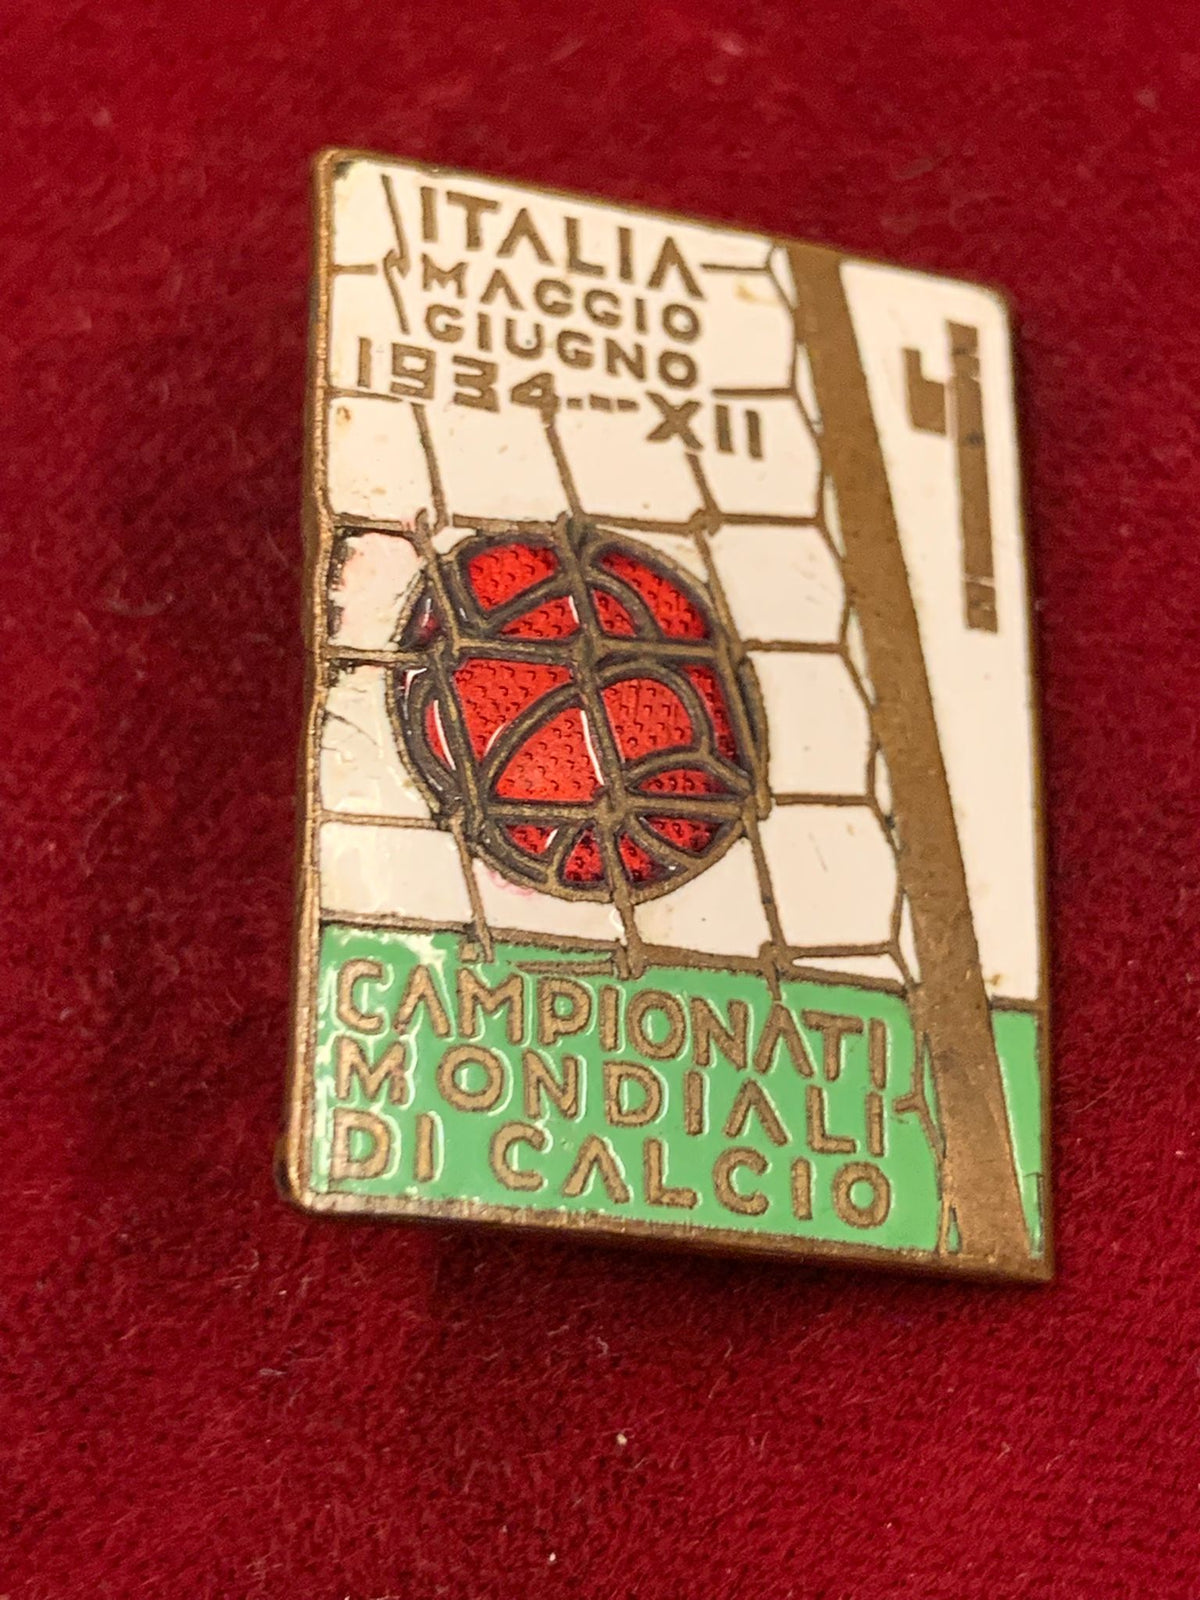 ITALIA
MAGGIO
GIUGNO
1934---XII
CAMPIONATI
MONDIALI
DI CALCIO